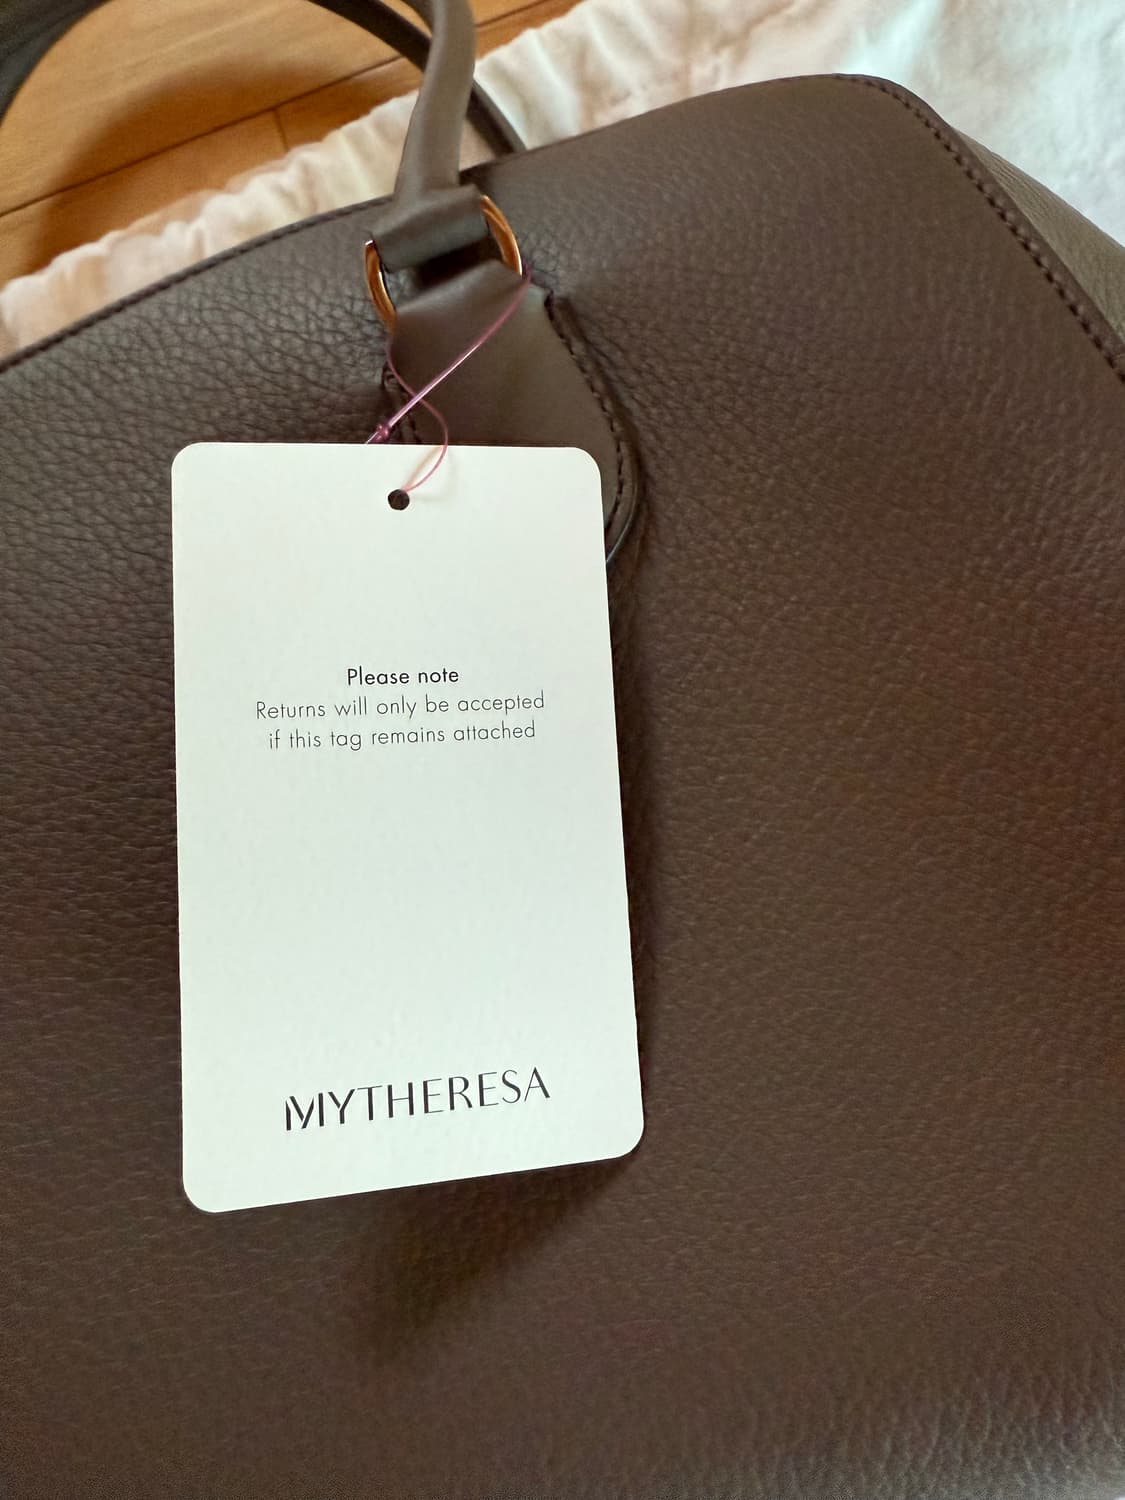 Please note
Returns will only be accepted
if this tag remains attached
MYTHERESA